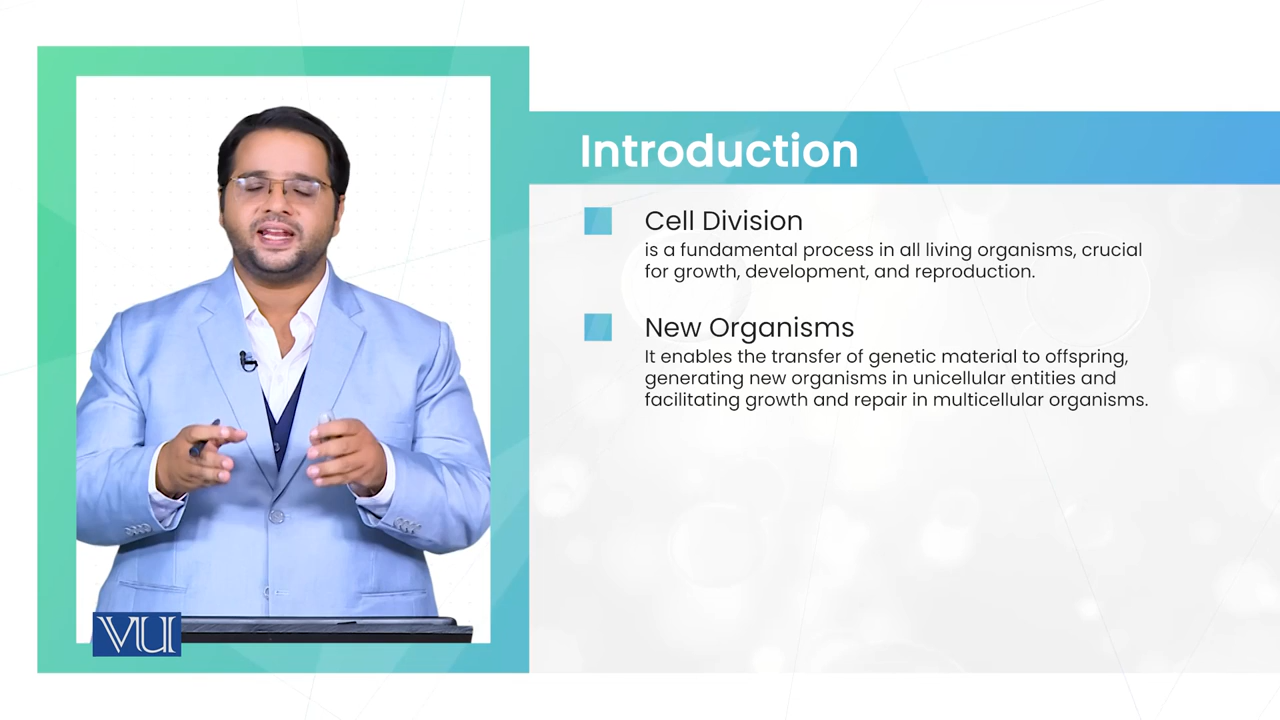 Introduction
Cell Division
is a fundamental process in all living organisms, crucial
for growth, development, and reproduction.
New Organisms
It enables the transfer of genetic material to offspring,
generating new organisms in unicellular entities and
facilitating growth and repair in multicellular organisms.
VU